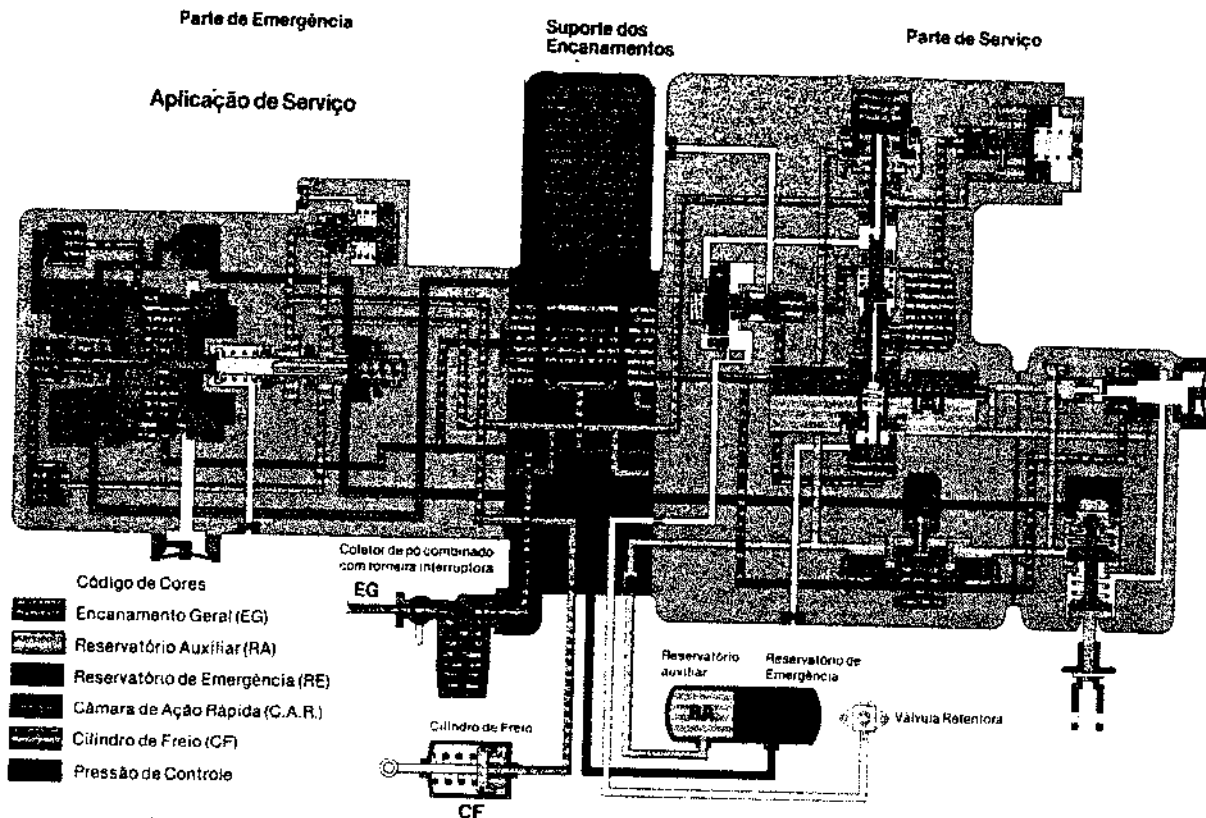 Parte de Emergência
Suporte dos
Encanamentos
Parte de Serviço
Aplicação de Serviço
Coletor de pó combinado
com torneira interruptora
EG
Código de Cores
Encanamento Geral (EG)
Reservatório Auxiliar (RA)
Reservatório de Emergência (RE)
Câmara de Ação Rápida (C.A.R.)
Cilindro de Freio (CF)
Pressão de Controle
Reservatório
auxiliar
Reservatório de
Emergência
RA
Válvula Retentora
Cilindro de Freio
CF